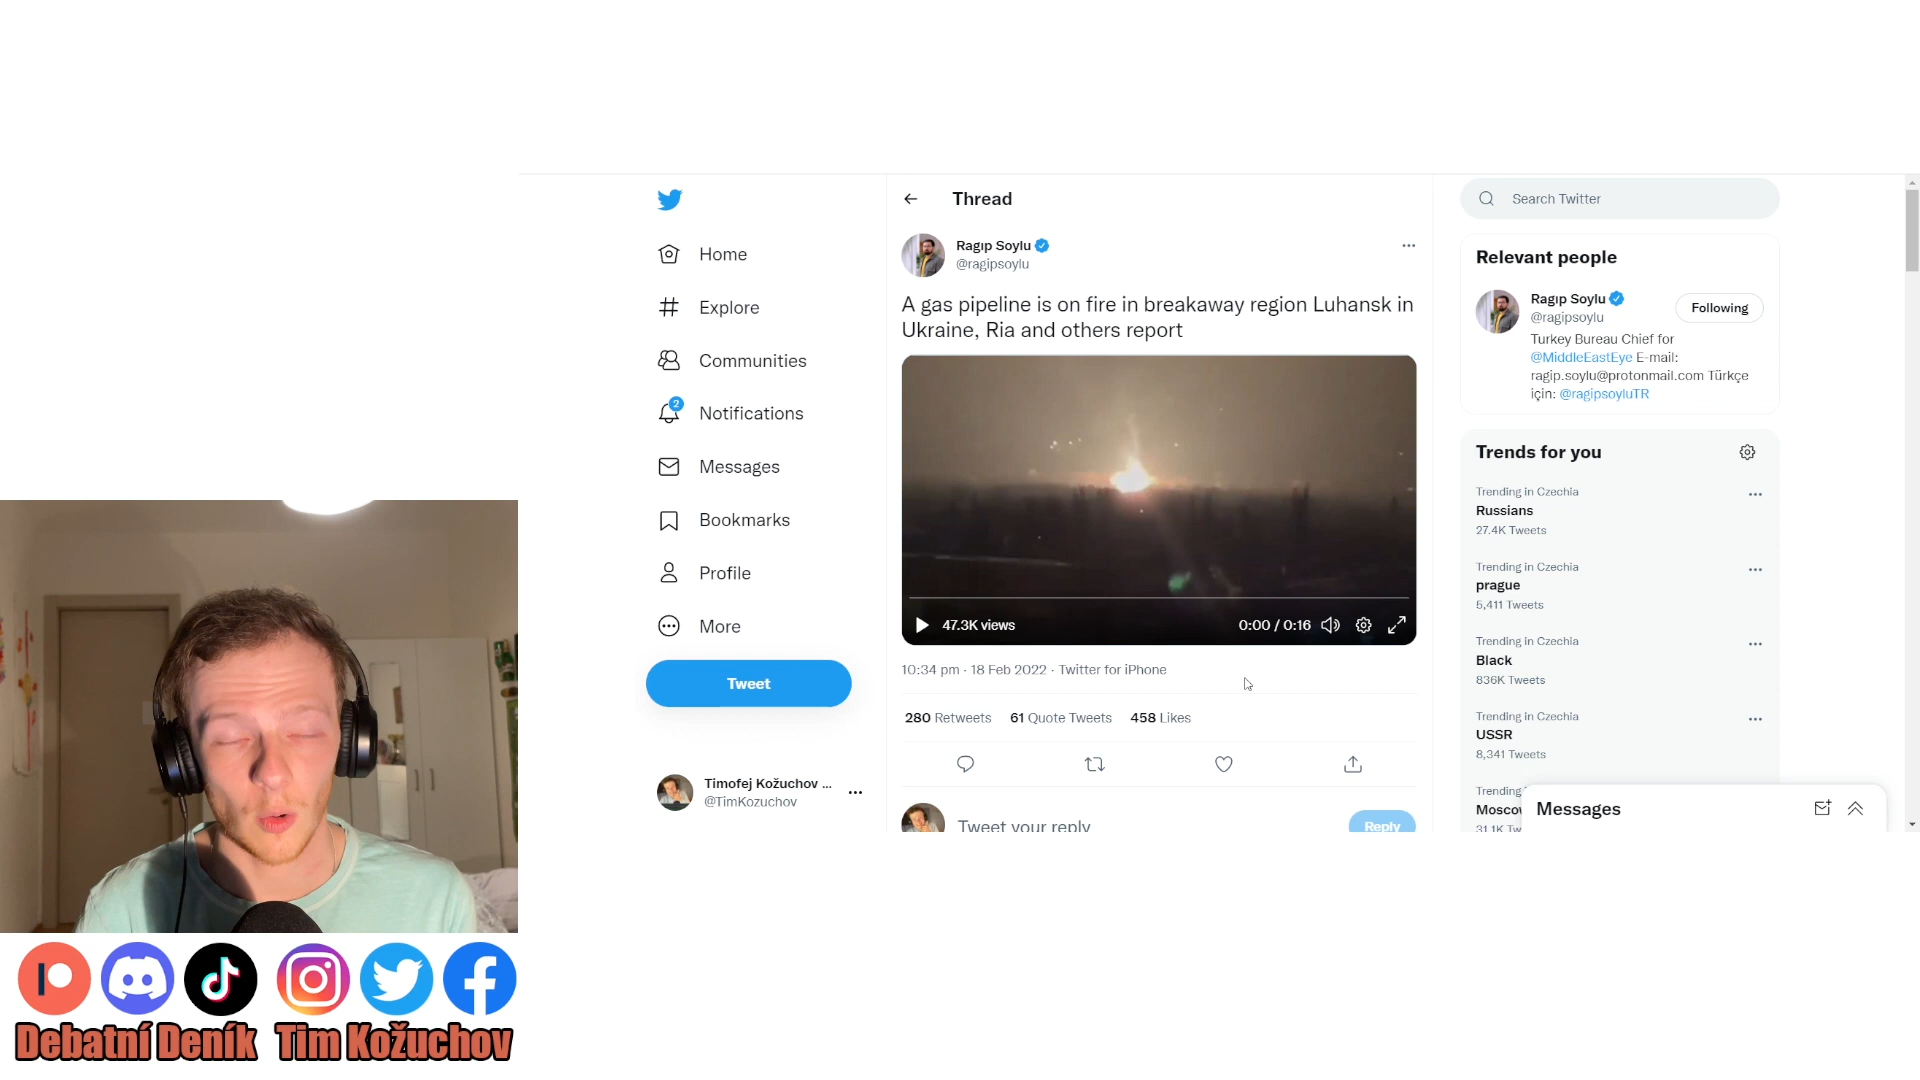 Home
Explore
Communities
2
Notifications
Messages
Bookmarks
Profile
More
Tweet
Timofej Kožuchov ...
@TimKozuchov
Thread
Ragıp Soylu
@ragipsoylu
A gas pipeline is on fire in breakaway region Luhansk in
Ukraine, Ria and others report
47.3K views
0:00 / 0:16
10:34 pm · 18 Feb 2022 · Twitter for iPhone
280 Retweets 61 Quote Tweets 458 Likes
Tweet your reply
Reply
Search Twitter
Relevant people
Ragıp Soylu
@ragipsoylu
Following
Turkey Bureau Chief for
@MiddleEastEye E-mail:
ragip.soylu@protonmail.com Türkçe
için: @ragipsoyluTR
Trends for you
Trending in Czechia
Russians
27.4K Tweets
Trending in Czechia
prague
5,411 Tweets
Trending in Czechia
Black
836K Tweets
Trending in Czechia
USSR
8,341 Tweets
Trending
Mosco
31.1K Tw
Messages
Debatní Deník Tim Kožuchov